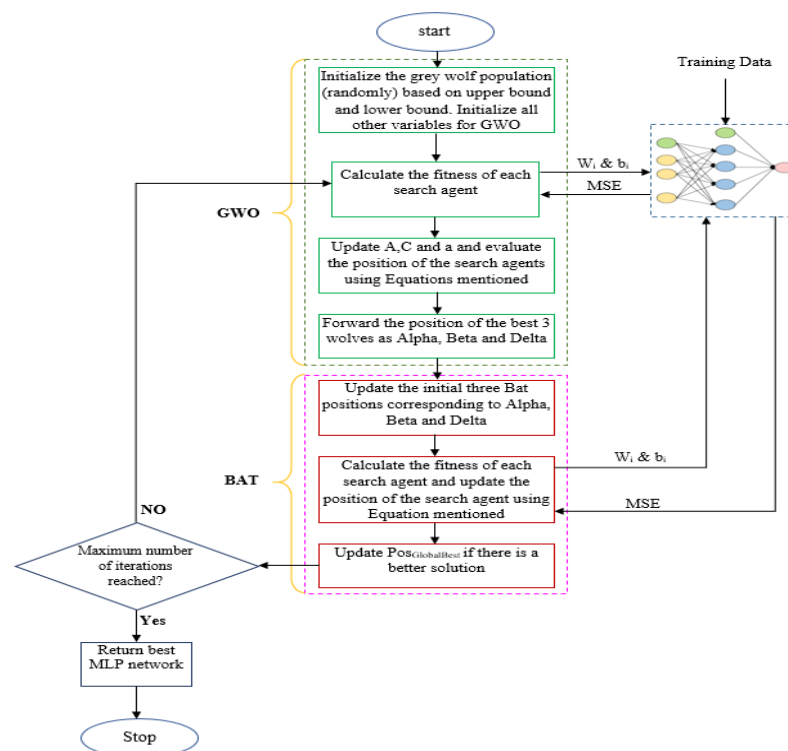 start
Initialize the grey wolf population
(randomly) based on upper bound
and lower bound. Initialize all
other variables for GWO
Training Data
Calculate the fitness of each
search agent
Wᵢ & bᵢ
MSE
GWO
Update A,C and a and evaluate
the position of the search agents
using Equations mentioned
Forward the position of the best 3
wolves as Alpha, Beta and Delta
Update the initial three Bat
positions corresponding to Alpha,
Beta and Delta
BAT
Calculate the fitness of each
search agent and update the
position of the search agent using
Equation mentioned
Wᵢ & bᵢ
MSE
Update PosGlobalBest if there is a
better solution
NO
Maximum number
of iterations
reached?
Yes
Return best
MLP network
Stop